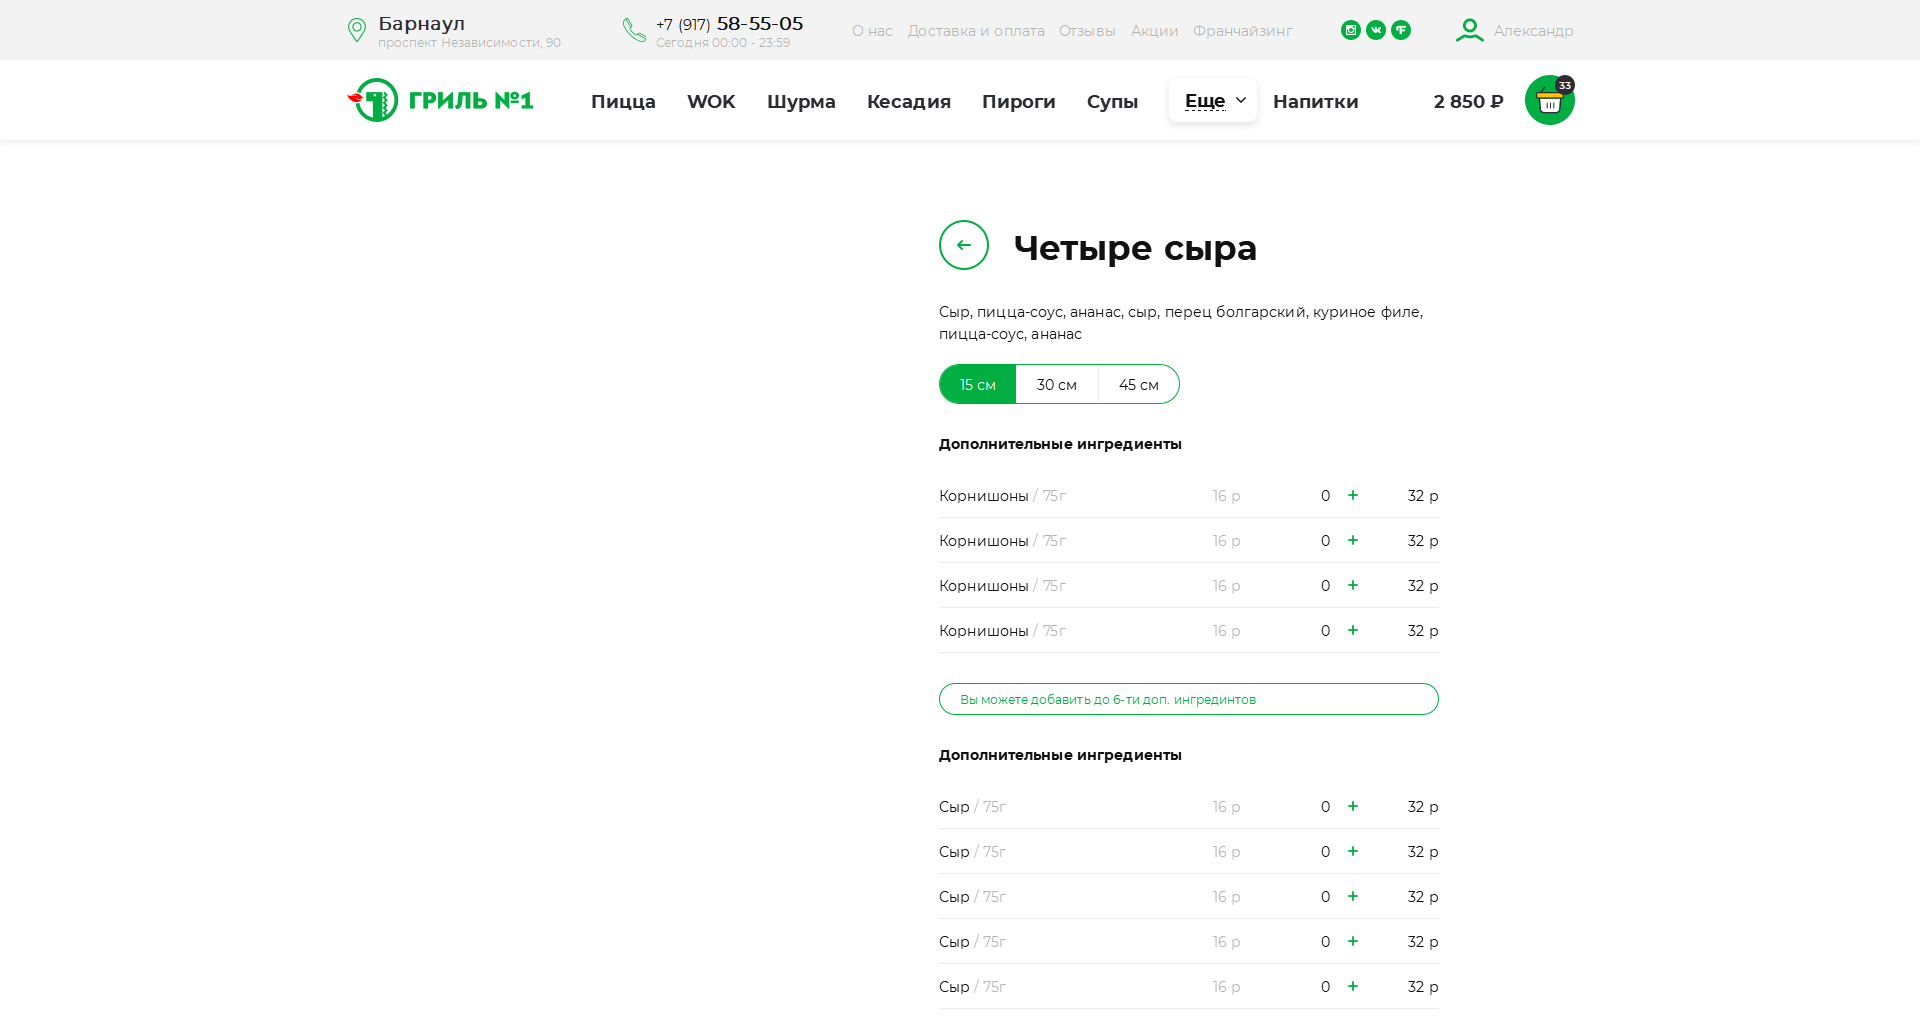 Барнаул
проспект Независимости, 90
+7 (917) 58-55-05
Сегодня 00:00 - 23:59
О нас Доставка и оплата Отзывы Акции Франчайзинг
Александр
ГРИЛЬ №1
Пицца WOK Шурма Кесадия Пироги Супы Еще Напитки
2 850 ₽
33
Четыре сыра
Сыр, пицца-соус, ананас, сыр, перец болгарский, куриное филе,
пицца-соус, ананас
15 см 30 см 45 см
Дополнительные ингредиенты
Корнишоны / 75г 16 р 0 + 32 р
Корнишоны / 75г 16 р 0 + 32 р
Корнишоны / 75г 16 р 0 + 32 р
Корнишоны / 75г 16 р 0 + 32 р
Вы можете добавить до 6-ти доп. ингрединтов
Дополнительные ингредиенты
Сыр / 75г 16 р 0 + 32 р
Сыр / 75г 16 р 0 + 32 р
Сыр / 75г 16 р 0 + 32 р
Сыр / 75г 16 р 0 + 32 р
Сыр / 75г 16 р 0 + 32 р